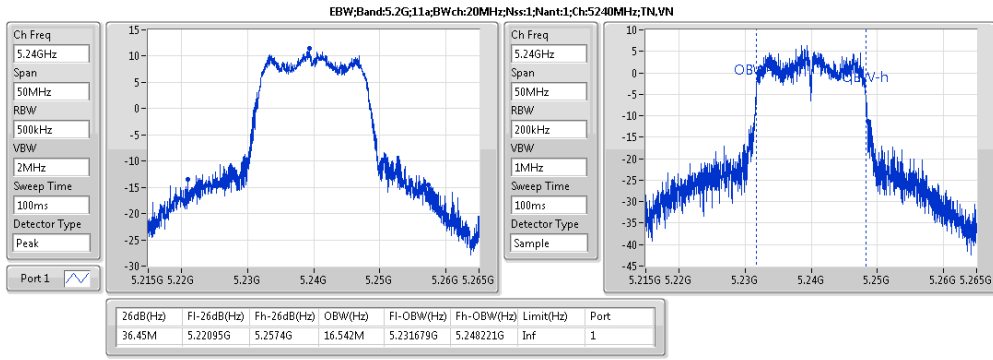 EBW;Band:5.2G;11a;BWch:20MHz;Nss:1;Nant:1;Ch:5240MHz;TN,VN
Ch Freq
5.24GHz
Span
50MHz
RBW
500kHz
VBW
2MHz
Sweep Time
100ms
Detector Type
Peak
Port 1
15
10
5
0
-5
-10
-15
-20
-25
-30
5.215G 5.22G 5.23G 5.24G 5.25G 5.26G 5.265G
Ch Freq
5.24GHz
Span
50MHz
RBW
200kHz
VBW
1MHz
Sweep Time
100ms
Detector Type
Sample
10
5
0
-5
-10
-15
-20
-25
-30
-35
-40
-45
OBW-h
5.215G 5.22G 5.23G 5.24G 5.25G 5.26G 5.265G
26dB(Hz) Fl-26dB(Hz) Fh-26dB(Hz) OBW(Hz) Fl-OBW(Hz) Fh-OBW(Hz) Limit(Hz) Port
36.45M 5.22095G 5.2574G 16.542M 5.231679G 5.248221G Inf 1